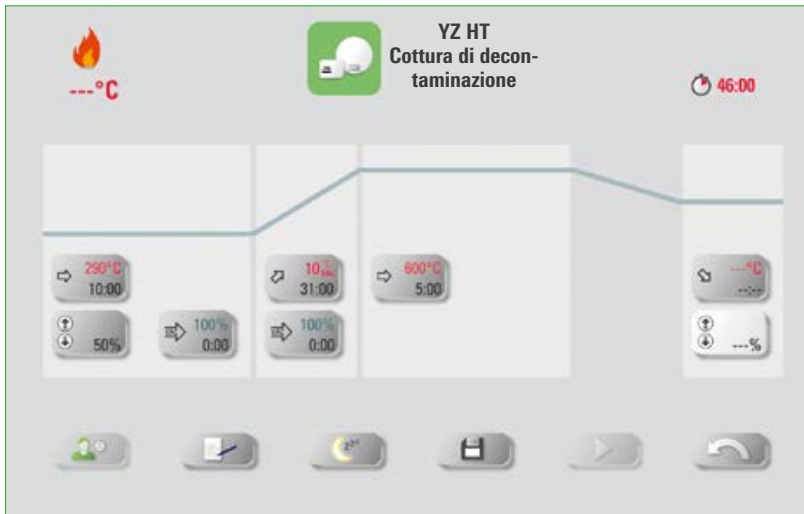 YZ HT
Cottura di decon-
taminazione
---°C
46:00
290°C
10:00
50%
100%
0:00
10
31:00
100%
0:00
600°C
5:00
---°C
--:--
---%